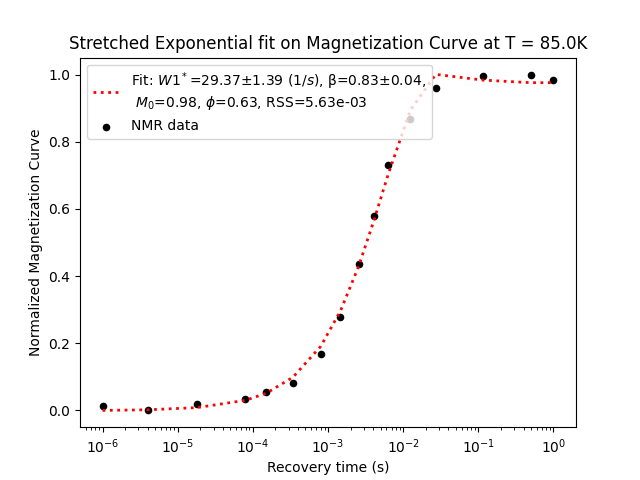 Stretched Exponential fit on Magnetization Curve at T = 85.0K
Fit: W1*=29.37±1.39 (1/s), β=0.83±0.04,
M₀=0.98, ϕ=0.63, RSS=5.63e-03
NMR data
Normalized Magnetization Curve
1.0
0.8
0.6
0.4
0.2
0.0
10⁻⁶ 10⁻⁵ 10⁻⁴ 10⁻³ 10⁻² 10⁻¹ 10⁰
Recovery time (s)